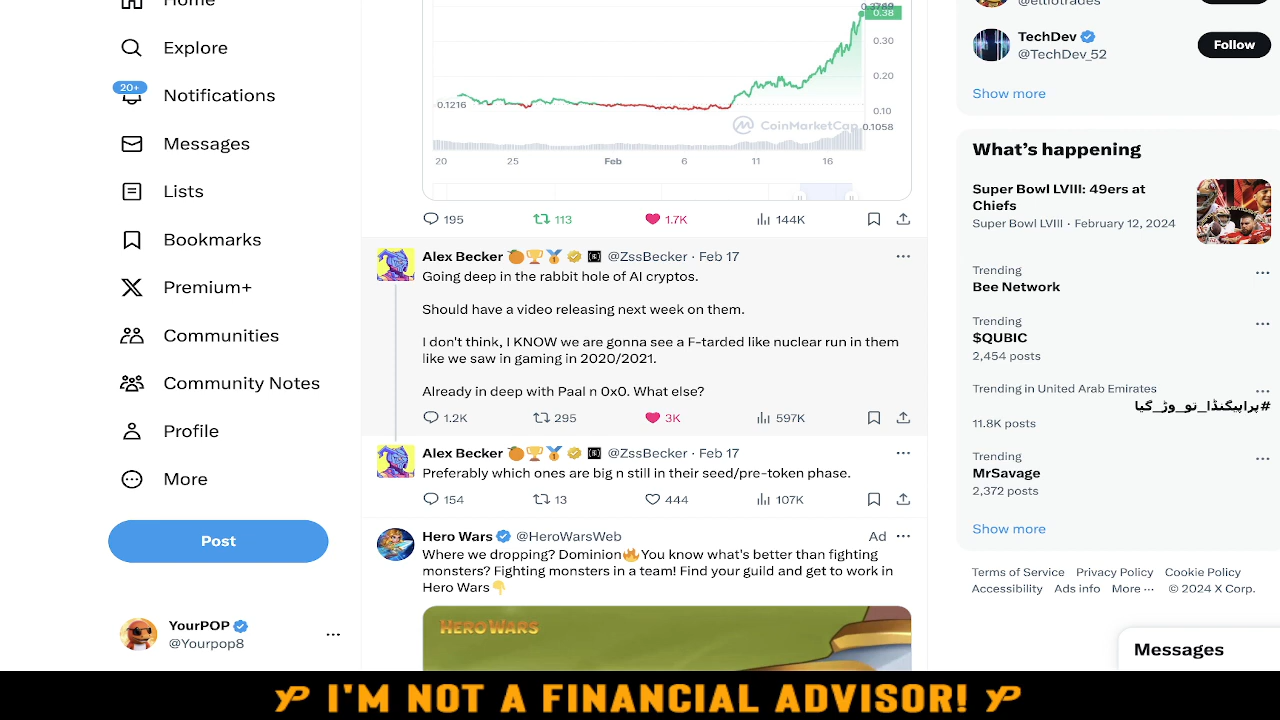 Home
Explore
20+
Notifications
Messages
Lists
Bookmarks
Premium+
Communities
Community Notes
Profile
More
Post
YourPOP
@Yourpop8
0.3789
0.38
0.30
0.20
0.10
0.1216
CoinMarketCap
0.1058
20 25 Feb 6 11 16
195 113 1.7K 144K
Alex Becker @ZssBecker · Feb 17
Going deep in the rabbit hole of AI cryptos.
Should have a video releasing next week on them.
I don't think, I KNOW we are gonna see a F-tarded like nuclear run in them
like we saw in gaming in 2020/2021.
Already in deep with Paal n 0x0. What else?
1.2K 295 3K 597K
Alex Becker @ZssBecker · Feb 17
Preferably which ones are big n still in their seed/pre-token phase.
154 13 444 107K
Hero Wars @HeroWarsWeb Ad
Where we dropping? Dominion🔥You know what's better than fighting
monsters? Fighting monsters in a team! Find your guild and get to work in
Hero Wars👇
HERO WARS
@elliotrades
TechDev
@TechDev_52
Follow
Show more
What's happening
Super Bowl LVIII: 49ers at
Chiefs
Super Bowl LVIII · February 12, 2024
Trending
Bee Network
Trending
$QUBIC
2,454 posts
Trending in United Arab Emirates
#پراپیگنڈا_تو_وڑ_گیا
11.8K posts
Trending
MrSavage
2,372 posts
Show more
Terms of Service Privacy Policy Cookie Policy
Accessibility Ads info More ··· © 2024 X Corp.
Messages
YP I'M NOT A FINANCIAL ADVISOR! YP